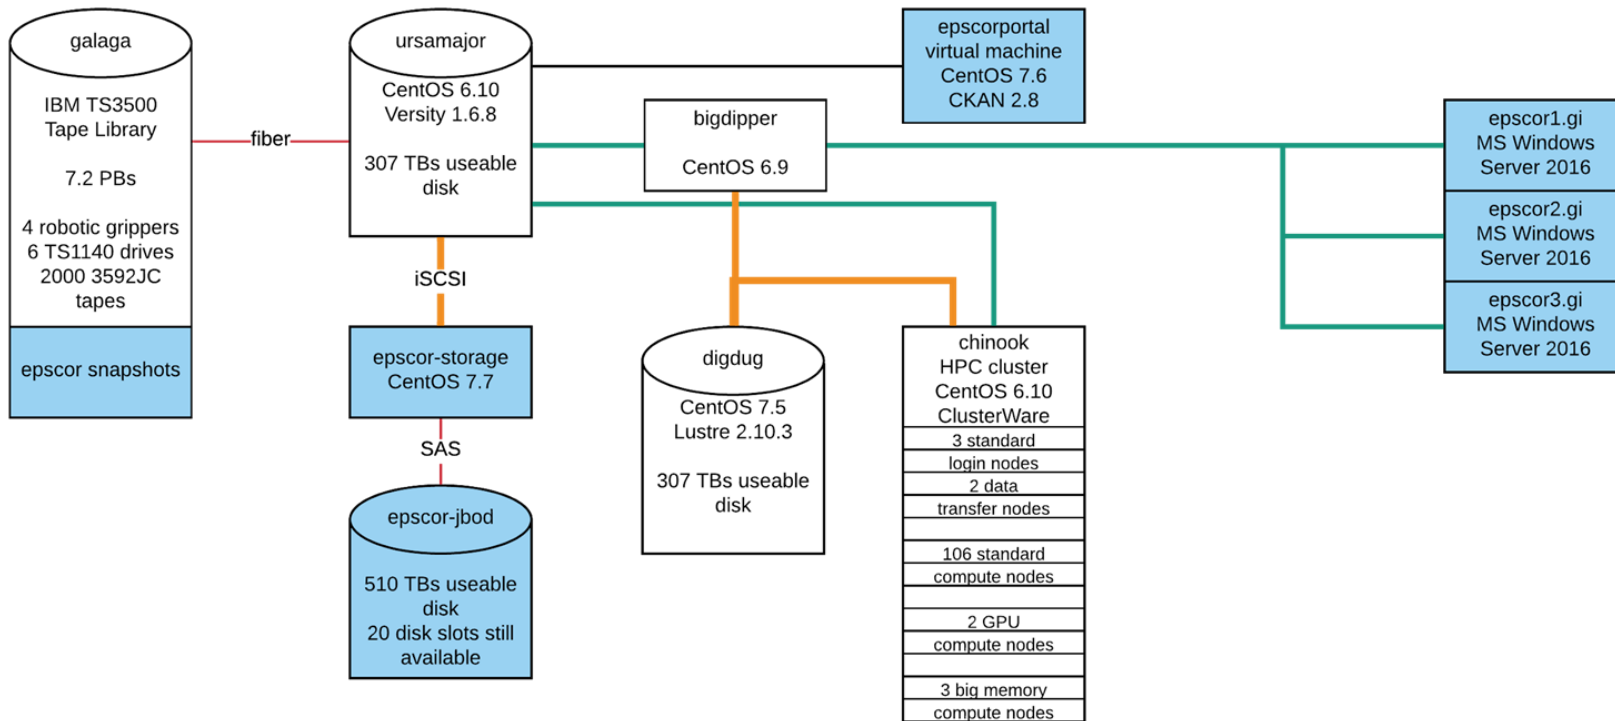 galaga
IBM TS3500
Tape Library
7.2 PBs
4 robotic grippers
6 TS1140 drives
2000 3592JC
tapes
epscor snapshots
fiber
ursamajor
CentOS 6.10
Versity 1.6.8
307 TBs useable
disk
iSCSI
epscor-storage
CentOS 7.7
SAS
epscor-jbod
510 TBs useable
disk
20 disk slots still
available
bigdipper
CentOS 6.9
digdug
CentOS 7.5
Lustre 2.10.3
307 TBs useable
disk
epscorportal
virtual machine
CentOS 7.6
CKAN 2.8
chinook
HPC cluster
CentOS 6.10
ClusterWare
3 standard
login nodes
2 data
transfer nodes
106 standard
compute nodes
2 GPU
compute nodes
3 big memory
compute nodes
epscor1.gi
MS Windows
Server 2016
epscor2.gi
MS Windows
Server 2016
epscor3.gi
MS Windows
Server 2016